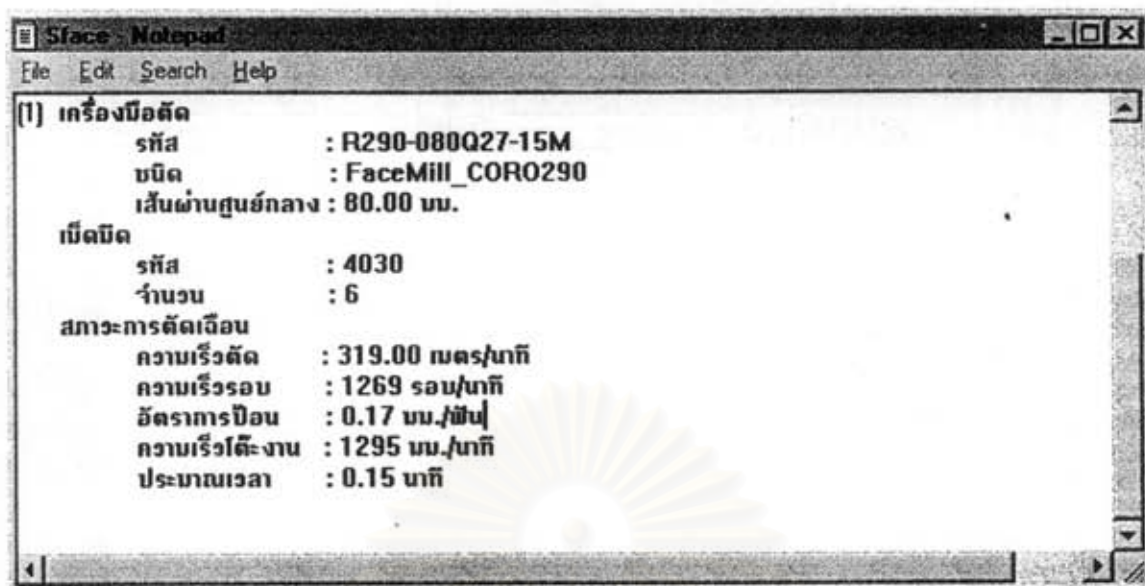 Sface - Notepad
File Edit Search Help
[1] เครื่องมือตัด
รหัส : R290-080Q27-15M
ชนิด : FaceMill_CORO290
เส้นผ่านศูนย์กลาง : 80.00 มม.
เม็ดมีด
รหัส : 4030
จำนวน : 6
สภาวะการตัดเฉือน
ความเร็วตัด : 319.00 เมตร/นาที
ความเร็วรอบ : 1269 รอบ/นาที
อัตราการป้อน : 0.17 มม./ฟัน
ความเร็วโต๊ะงาน : 1295 มม./นาที
ประมาณเวลา : 0.15 นาที